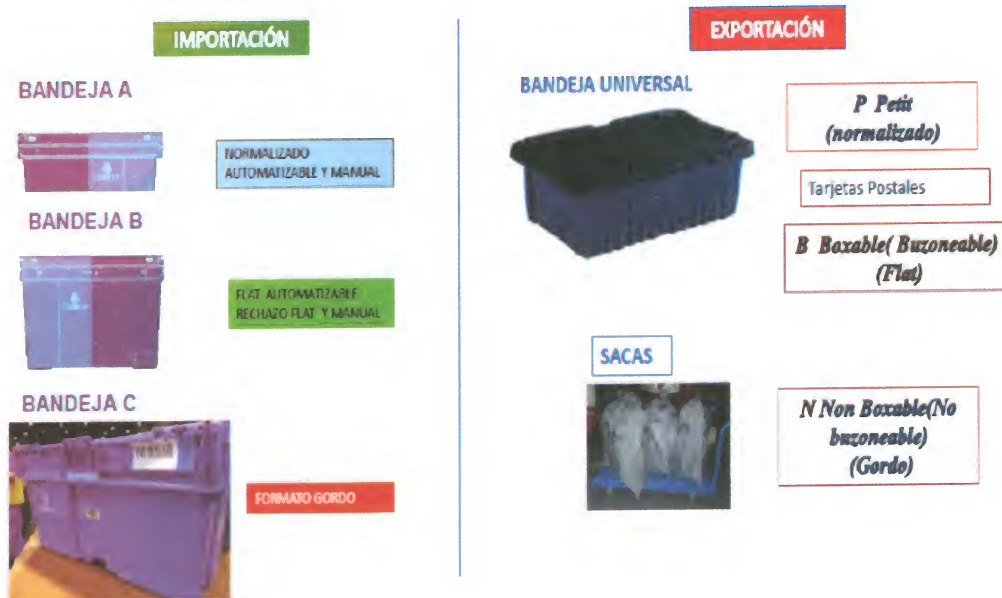 IMPORTACIÓN
BANDEJA A
NORMALIZADO
AUTOMATIZABLE Y MANUAL
BANDEJA B
FLAT AUTOMATIZABLE
RECHAZO FLAT Y MANUAL
BANDEJA C
FORMATO GORDO
EXPORTACIÓN
BANDEJA UNIVERSAL
P Petit
(normalizado)
Tarjetas Postales
B Boxable( Buzoneable)
(Flat)
SACAS
N Non Boxable(No
buzoneable)
(Gordo)